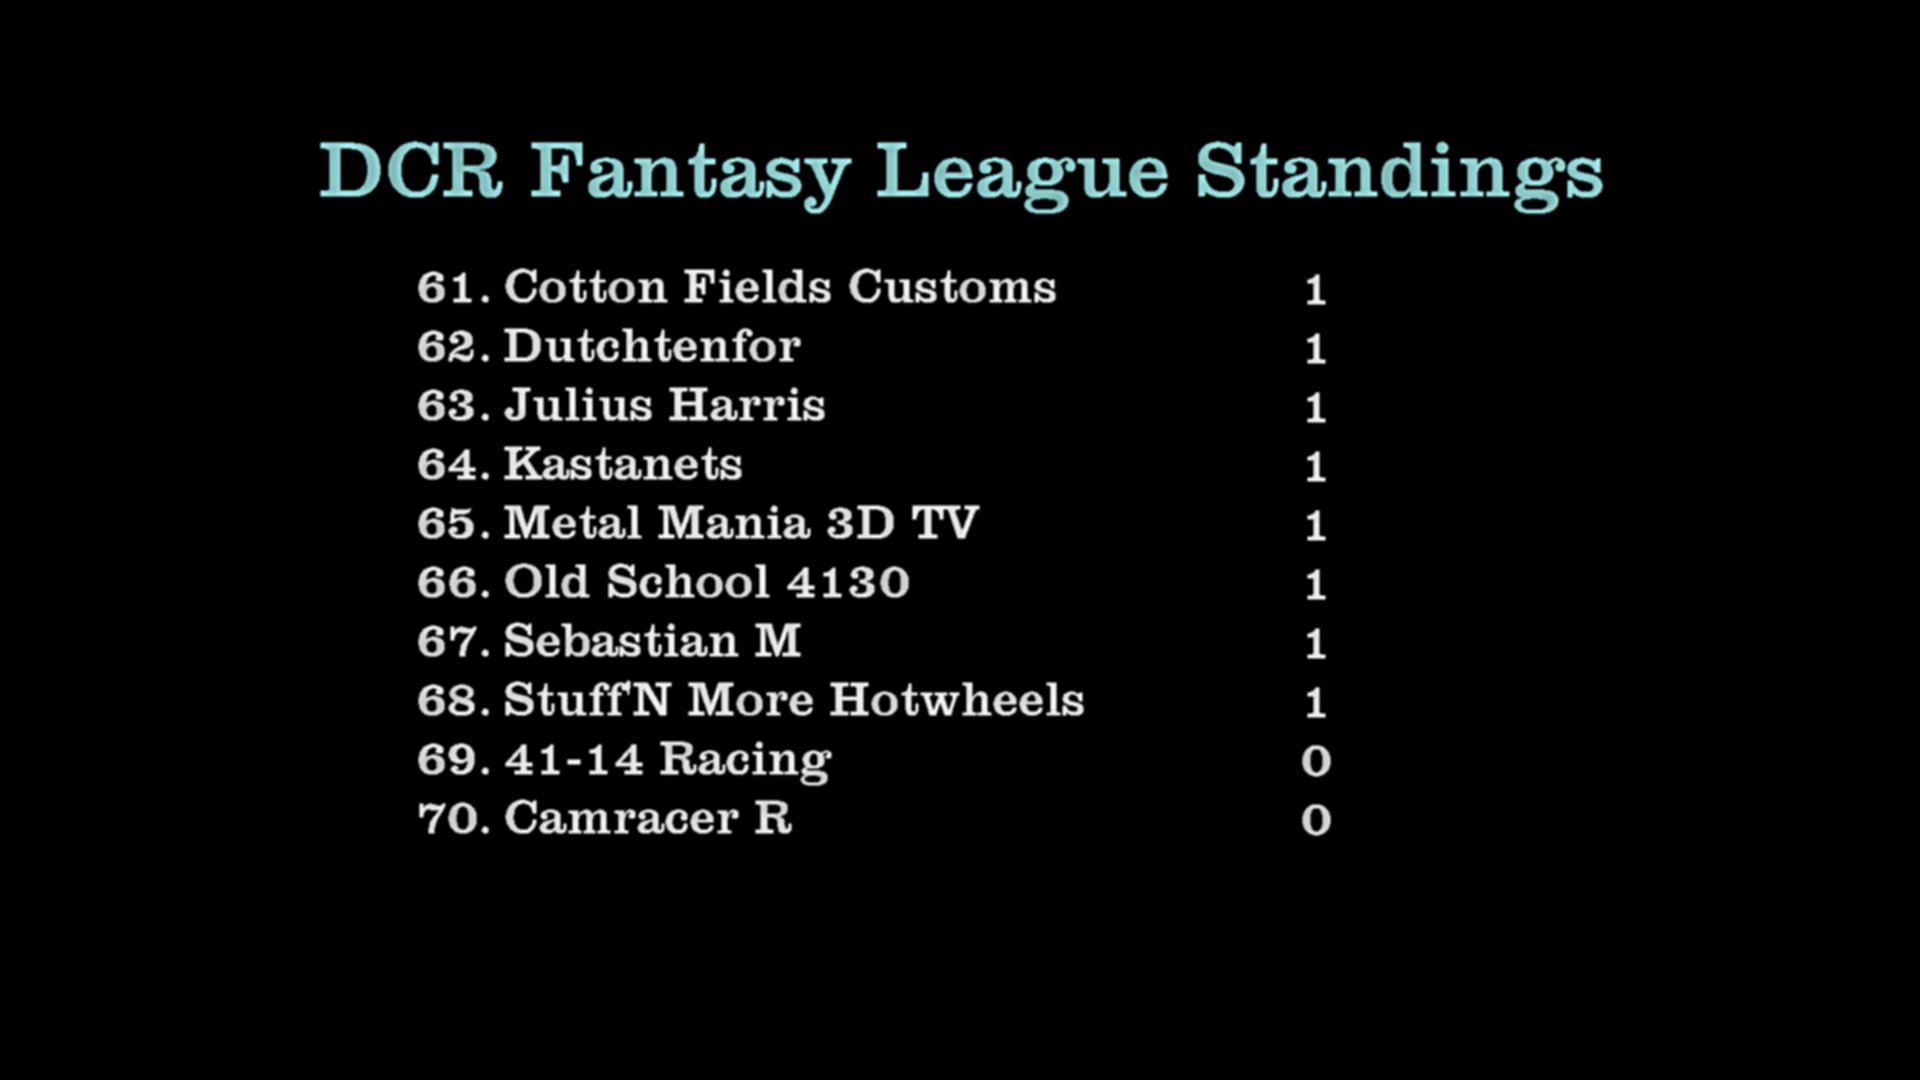 DCR Fantasy League Standings
61. Cotton Fields Customs 1
62. Dutchtenfor 1
63. Julius Harris 1
64. Kastanets 1
65. Metal Mania 3D TV 1
66. Old School 4130 1
67. Sebastian M 1
68. Stuff'N More Hotwheels 1
69. 41-14 Racing 0
70. Camracer R 0